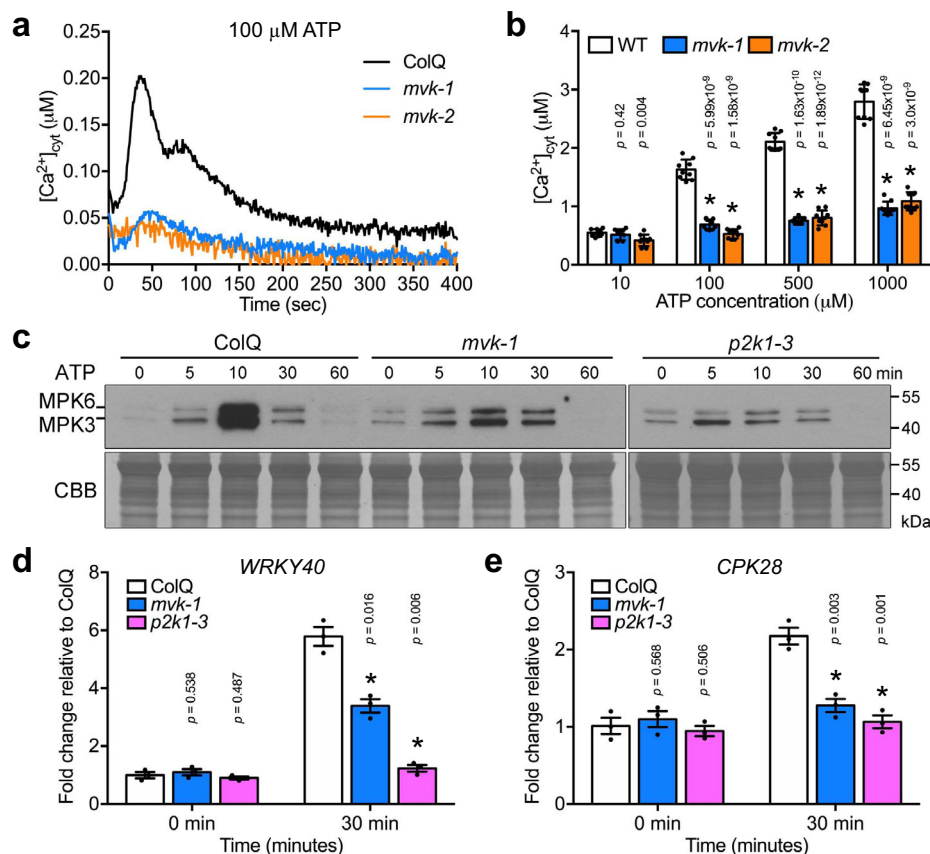 a
100 μM ATP
ColQ
mvk-1
mvk-2
[Ca²⁺]cyt (μM)
0.20
0.15
0.10
0.05
0.00
0 50 100 150 200 250 300 350 400
Time (sec)
b
WT mvk-1 mvk-2
p = 0.42
p = 0.004
p = 5.99x10⁻⁹
p = 1.58x10⁻⁹
p = 1.63x10⁻¹⁰
p = 1.89x10⁻¹²
p = 6.45x10⁻⁹
p = 3.0x10⁻⁹
[Ca²⁺]cyt (μM)
4
3
2
1
0
* * * * * *
10 100 500 1000
ATP concentration (μM)
c
ColQ mvk-1 p2k1-3
ATP 0 5 10 30 60 0 5 10 30 60 0 5 10 30 60 min
MPK6
MPK3
55
40
CBB
55
40
kDa
d
WRKY40
ColQ
mvk-1
p2k1-3
p = 0.538
p = 0.487
p = 0.016
p = 0.006
* *
Fold change relative to ColQ
8
6
4
2
0
0 min 30 min
Time (minutes)
e
CPK28
ColQ
mvk-1
p2k1-3
p = 0.568
p = 0.506
p = 0.003
p = 0.001
* *
Fold change relative to ColQ
3
2
1
0
0 min 30 min
Time (minutes)